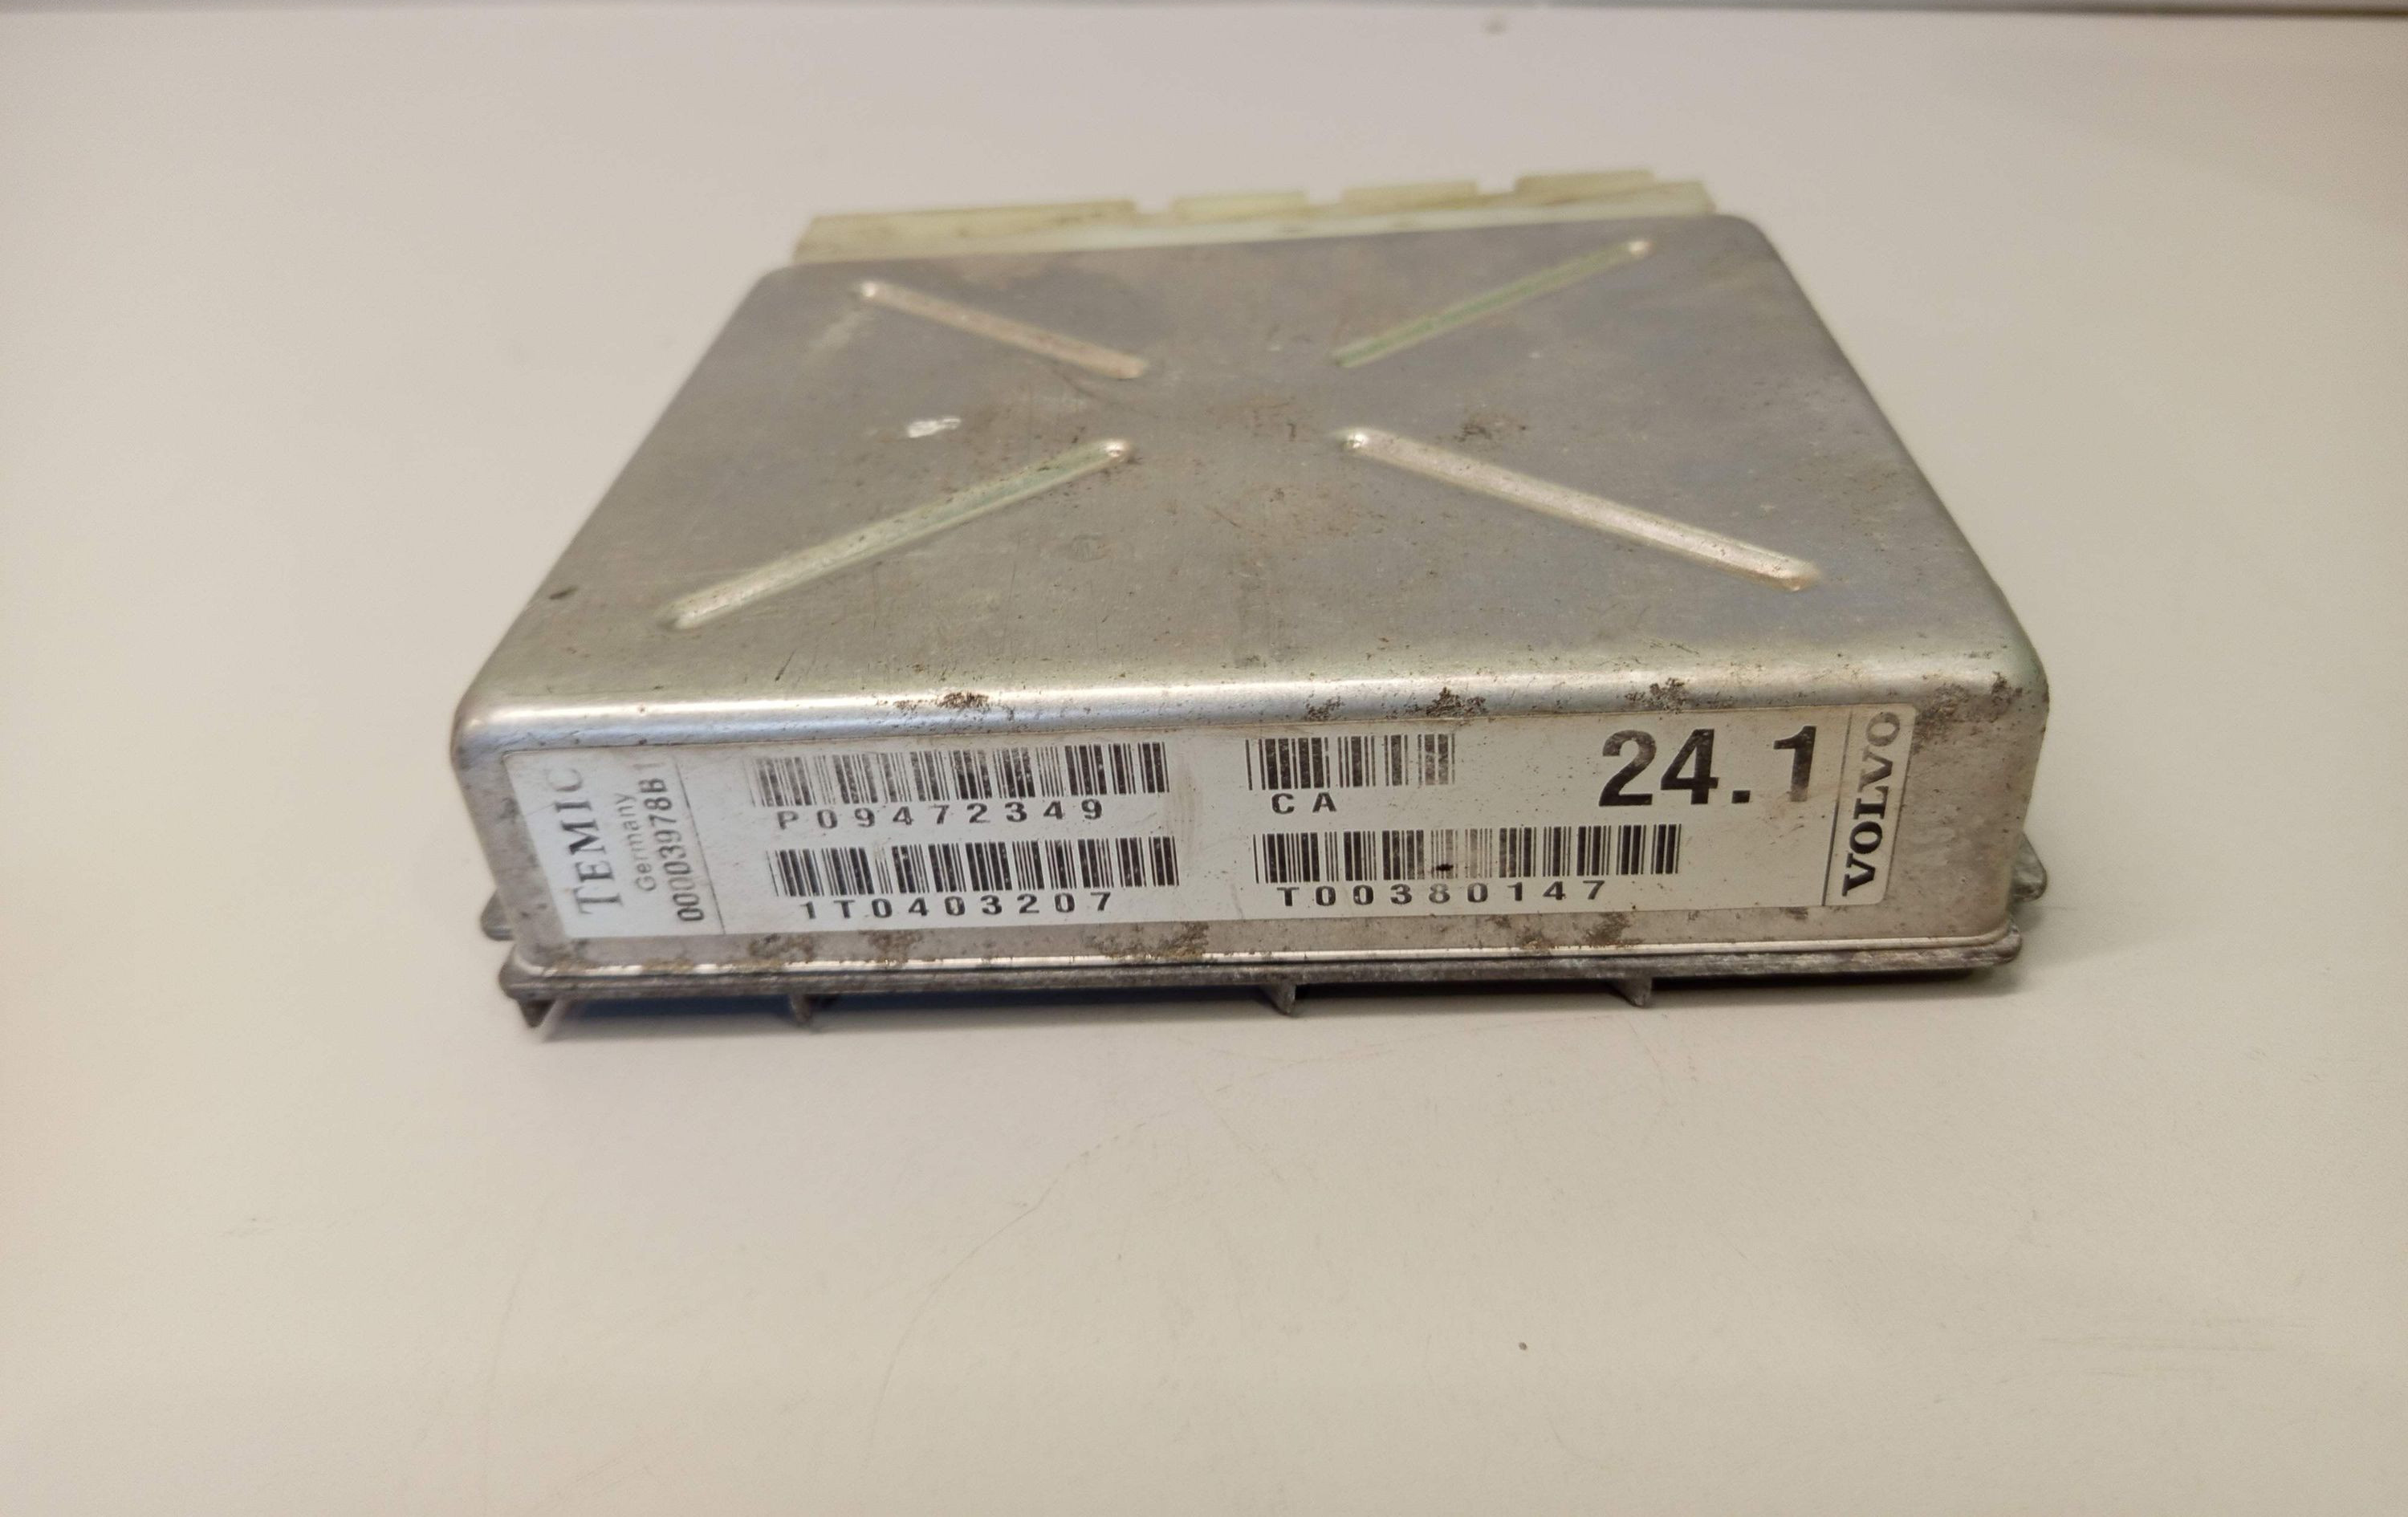 TEMIC
Germany
00003978B1
P09472349
1T0403207
CA
T00380147
24.1
VOLVO